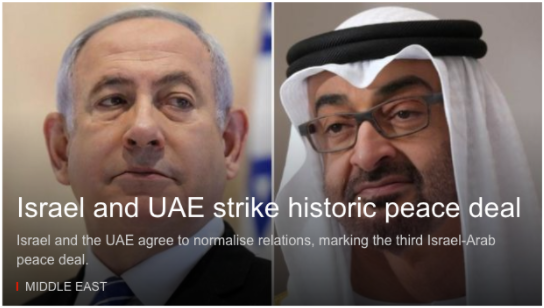 Israel and UAE strike historic peace deal
Israel and the UAE agree to normalise relations, marking the third Israel-Arab
peace deal.
MIDDLE EAST